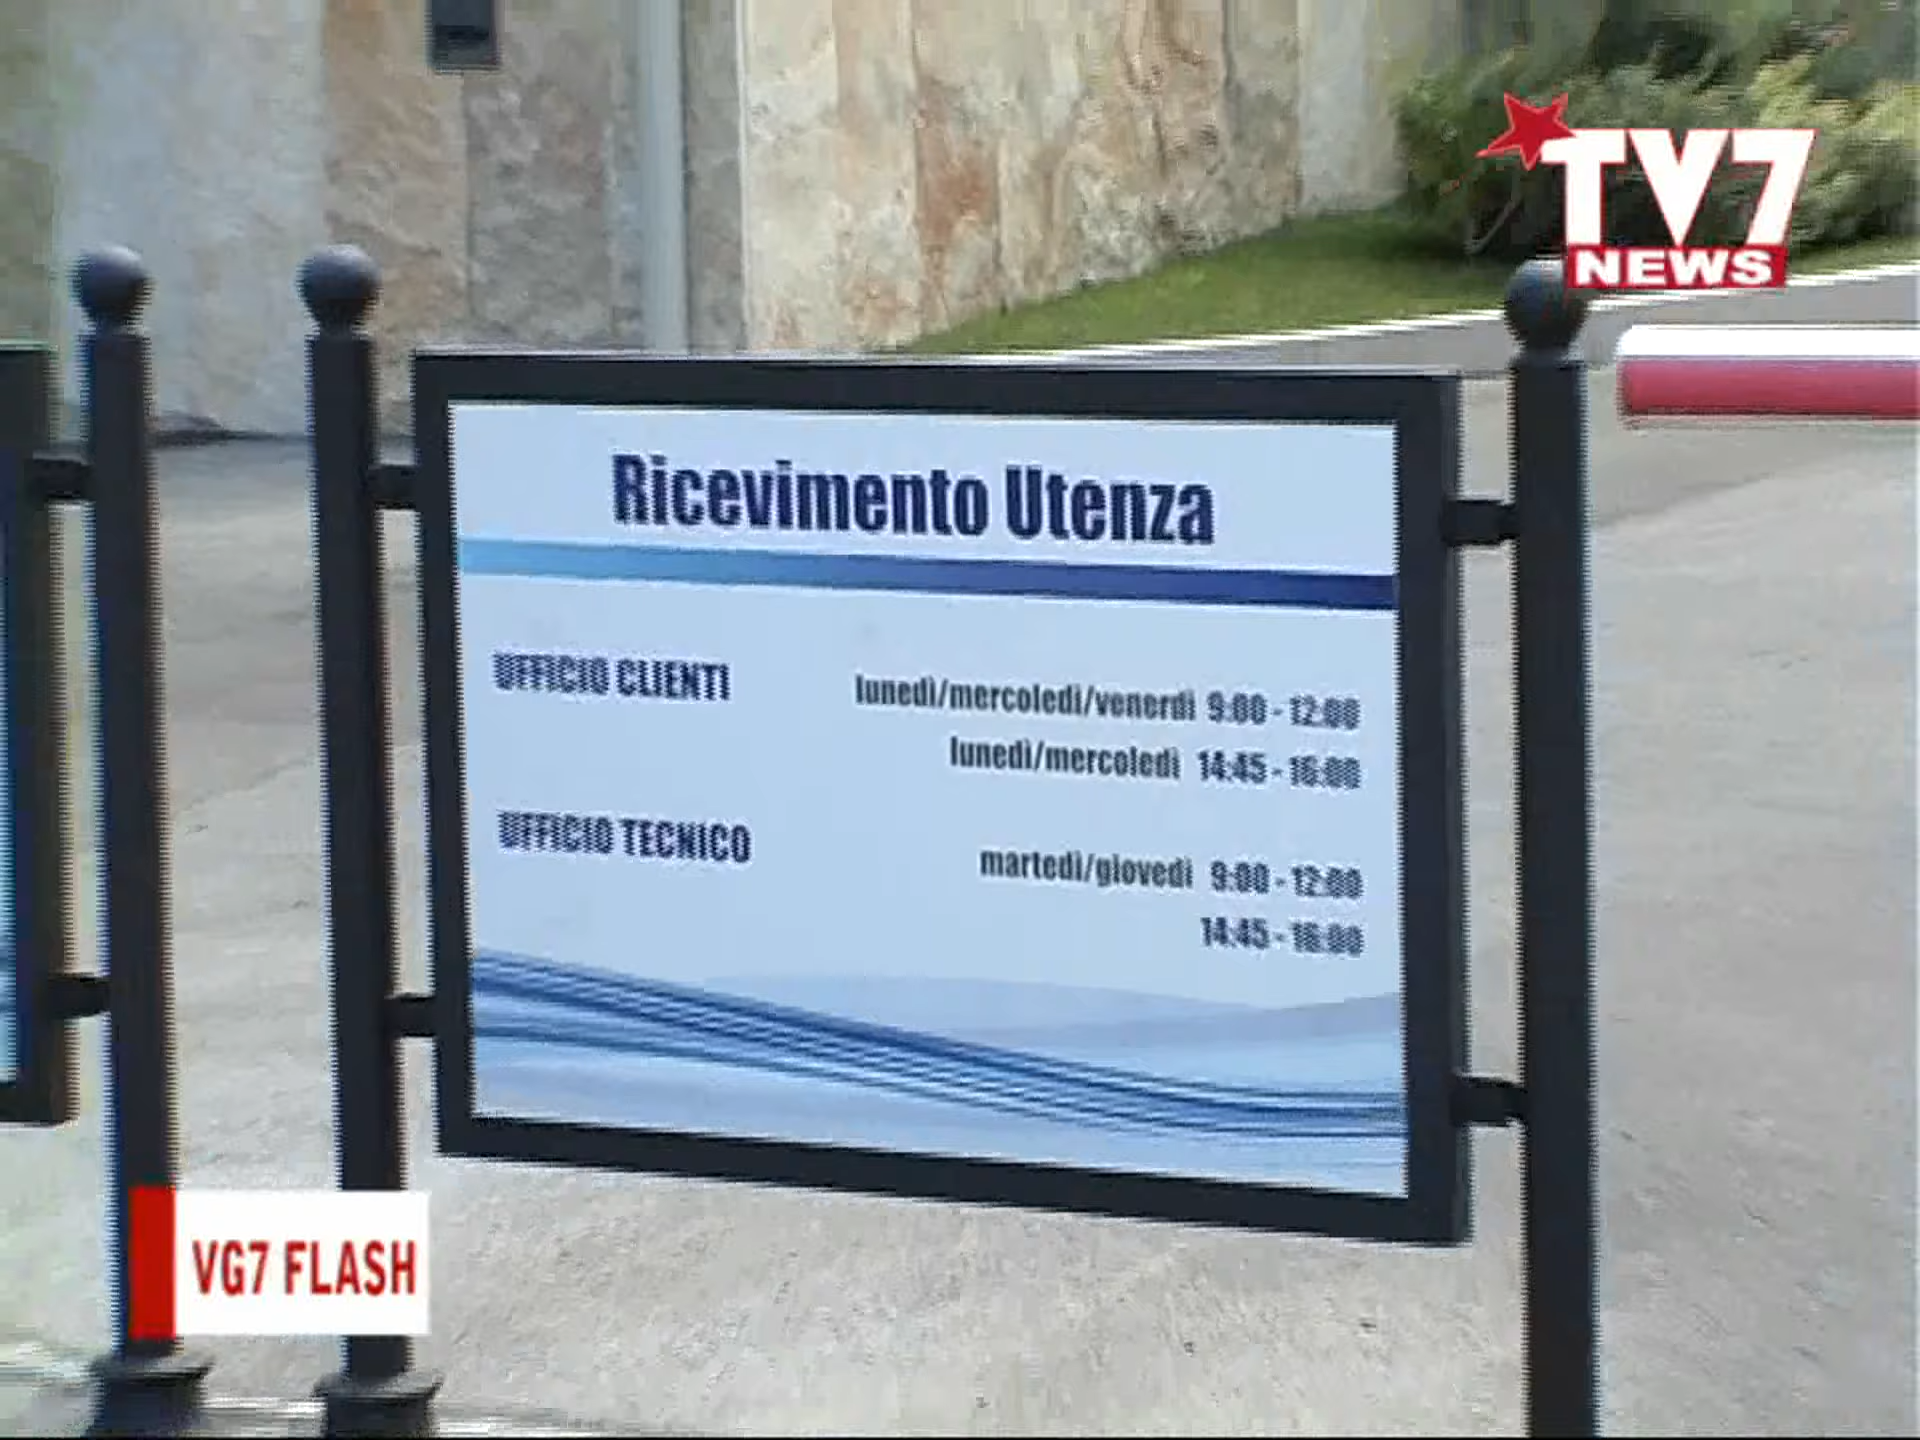 TV7
NEWS
Ricevimento Utenza
UFFICIO CLIENTI lunedì/mercoledì/venerdì 9:00 - 12:00
lunedì/mercoledì 14:45 - 16:00
UFFICIO TECNICO martedì/giovedì 9:00 - 12:00
14:45 - 16:00
VG7 FLASH